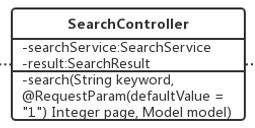 SearchController
-searchService:SearchService
-result:SearchResult
-search(String keyword,
@RequestParam(defaultValue =
"1") Integer page, Model model)